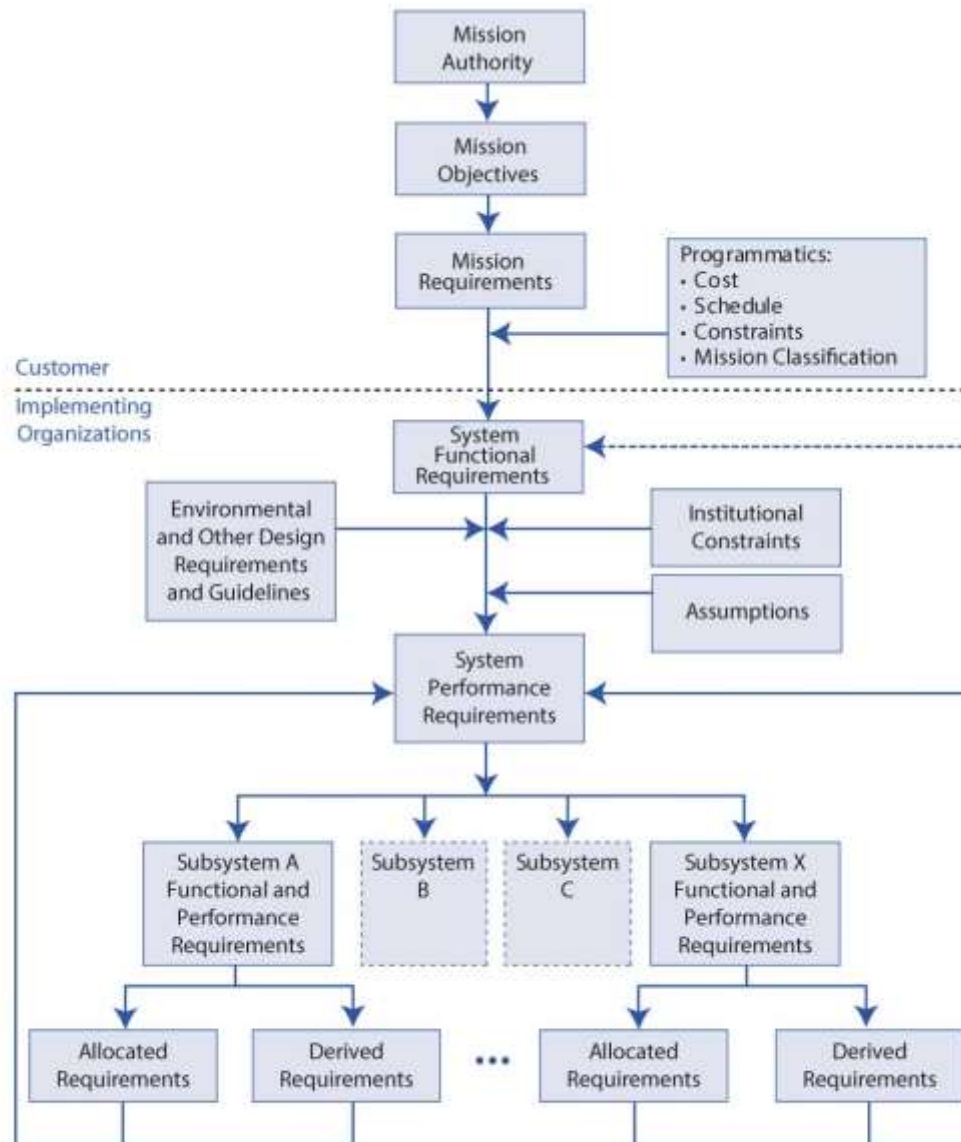 Mission
Authority
Mission
Objectives
Mission
Requirements
Programmatics:
• Cost
• Schedule
• Constraints
• Mission Classification
Customer
Implementing
Organizations
System
Functional
Requirements
Environmental
and Other Design
Requirements
and Guidelines
Institutional
Constraints
Assumptions
System
Performance
Requirements
Subsystem A
Functional and
Performance
Requirements
Subsystem
B
Subsystem
C
Subsystem X
Functional and
Performance
Requirements
Allocated
Requirements
Derived
Requirements
•••
Allocated
Requirements
Derived
Requirements